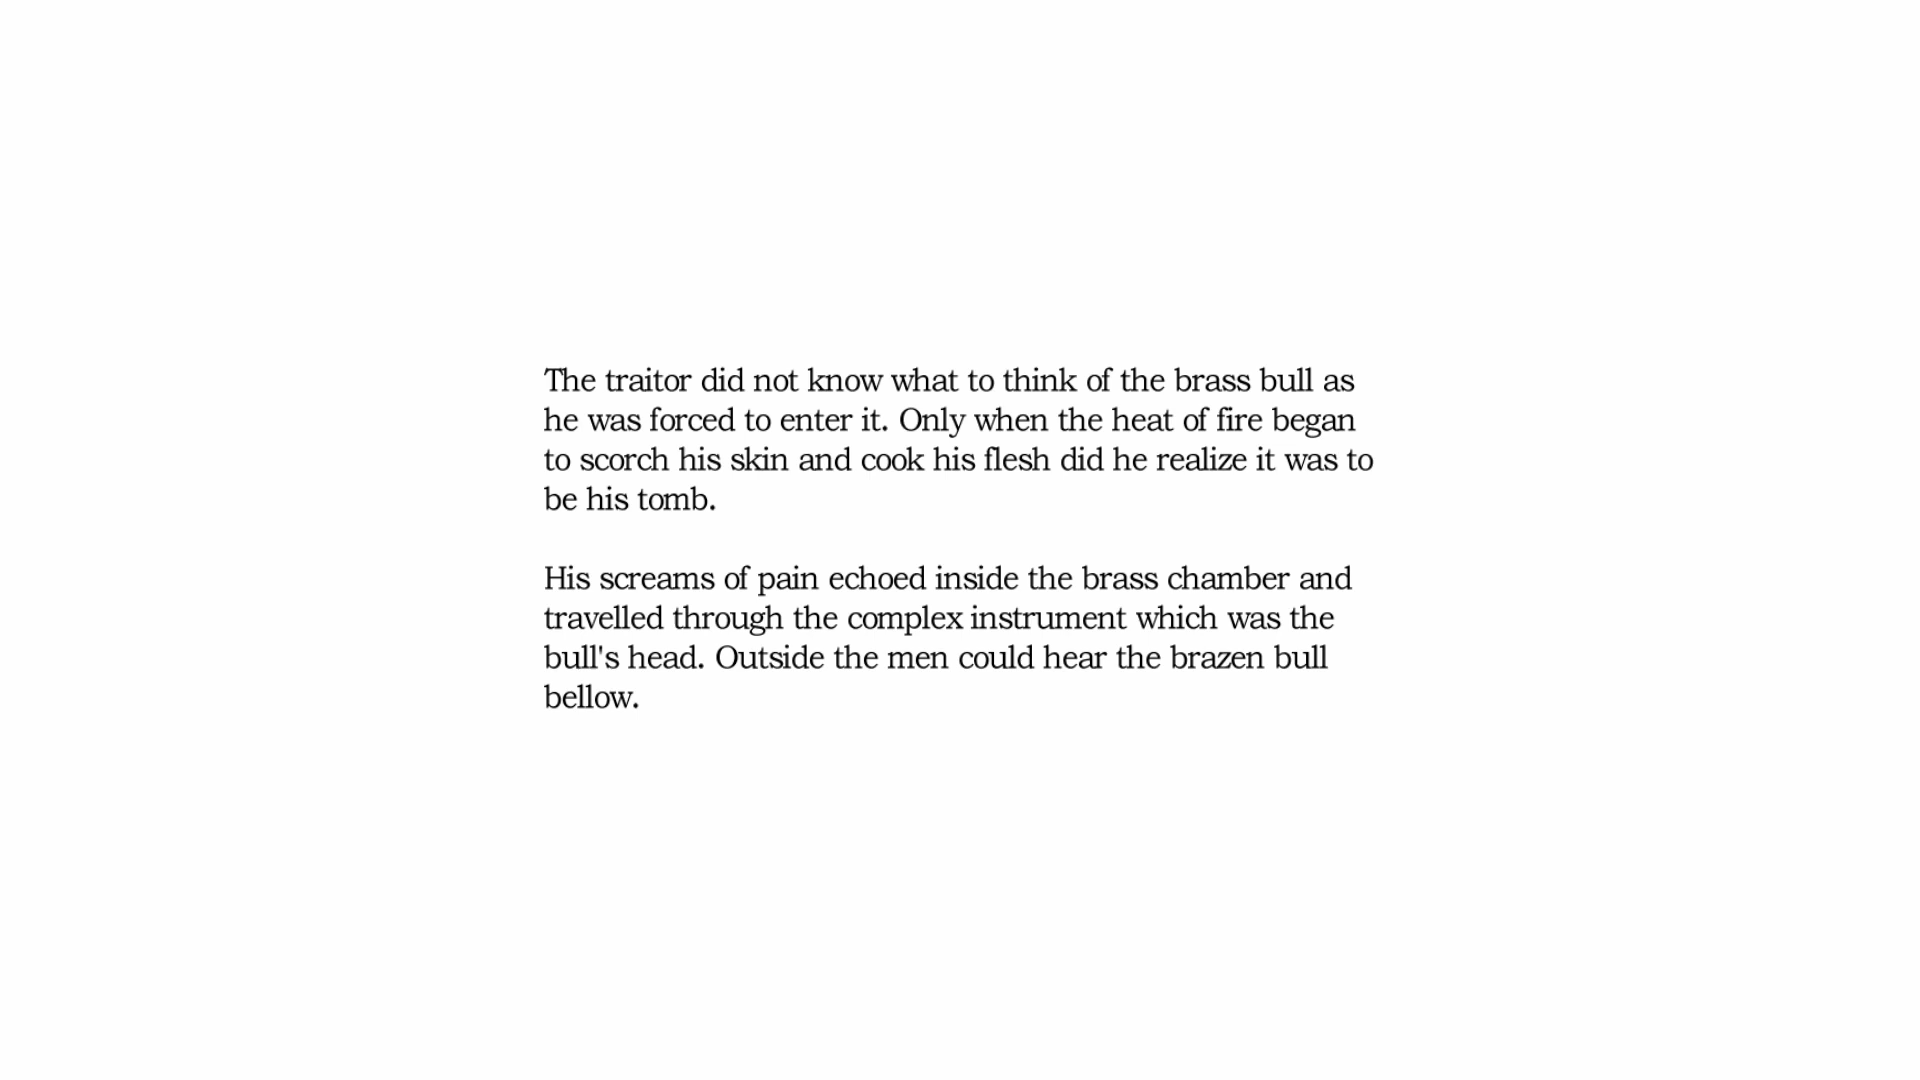 The traitor did not know what to think of the brass bull as
he was forced to enter it. Only when the heat of fire began
to scorch his skin and cook his flesh did he realize it was to
be his tomb.

His screams of pain echoed inside the brass chamber and
travelled through the complex instrument which was the
bull's head. Outside the men could hear the brazen bull
bellow.